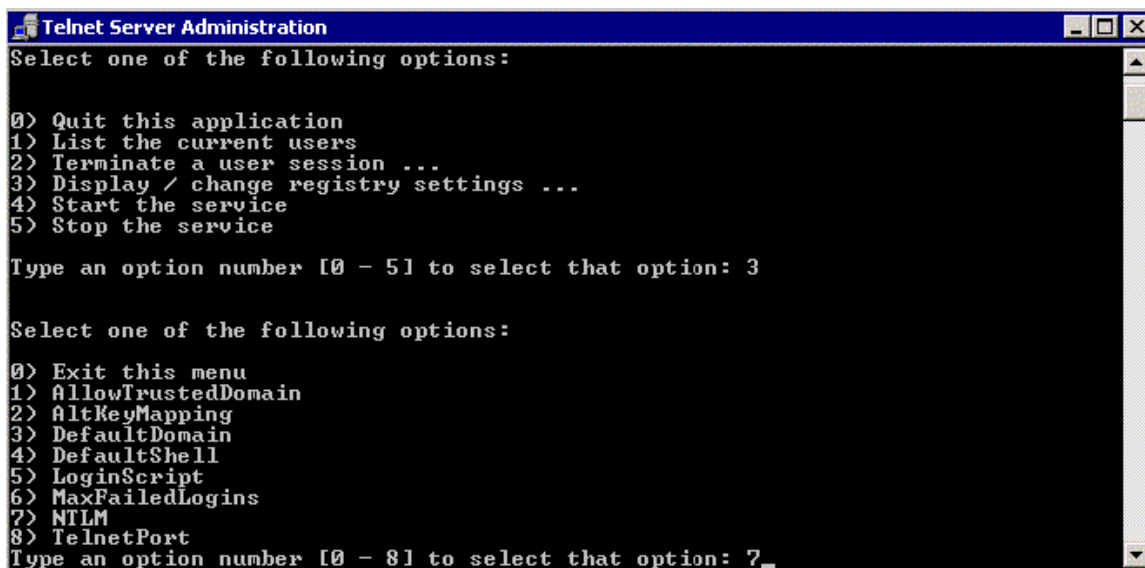 Telnet Server Administration
Select one of the following options:
0) Quit this application
1) List the current users
2) Terminate a user session ...
3) Display / change registry settings ...
4) Start the service
5) Stop the service
Type an option number [0 - 5] to select that option: 3
Select one of the following options:
0) Exit this menu
1) AllowTrustedDomain
2) AltKeyMapping
3) DefaultDomain
4) DefaultShell
5) LoginScript
6) MaxFailedLogins
7) NTLM
8) TelnetPort
Type an option number [0 - 8] to select that option: 7_